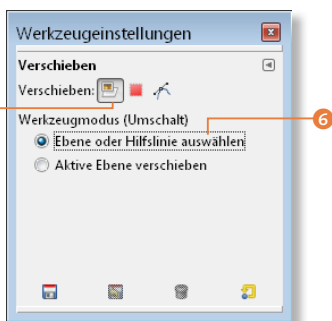 Werkzeugeinstellungen
Verschieben
Verschieben:
Werkzeugmodus (Umschalt)
Ebene oder Hilfslinie auswählen
6
Aktive Ebene verschieben